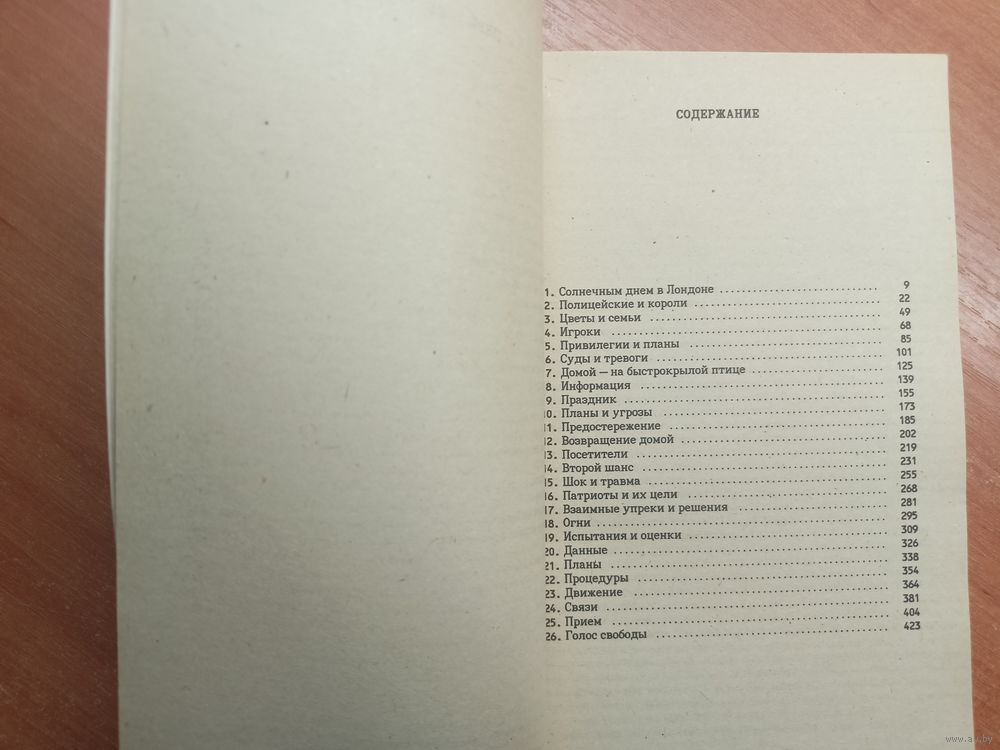 СОДЕРЖАНИЕ
1. Солнечным днем в Лондоне 9
2. Полицейские и короли 22
3. Цветы и семьи 49
4. Игроки 68
5. Привилегии и планы 85
6. Суды и тревоги 101
7. Домой — на быстрокрылой птице 125
8. Информация 139
9. Праздник 155
10. Планы и угрозы 173
11. Предостережение 185
12. Возвращение домой 202
13. Посетители 219
14. Второй шанс 231
15. Шок и травма 255
16. Патриоты и их цели 268
17. Взаимные упреки и решения 281
18. Огни 295
19. Испытания и оценки 309
20. Данные 326
21. Планы 338
22. Процедуры 354
23. Движение 364
24. Связи 381
25. Прием 404
26. Голос свободы 423
www.ay.by